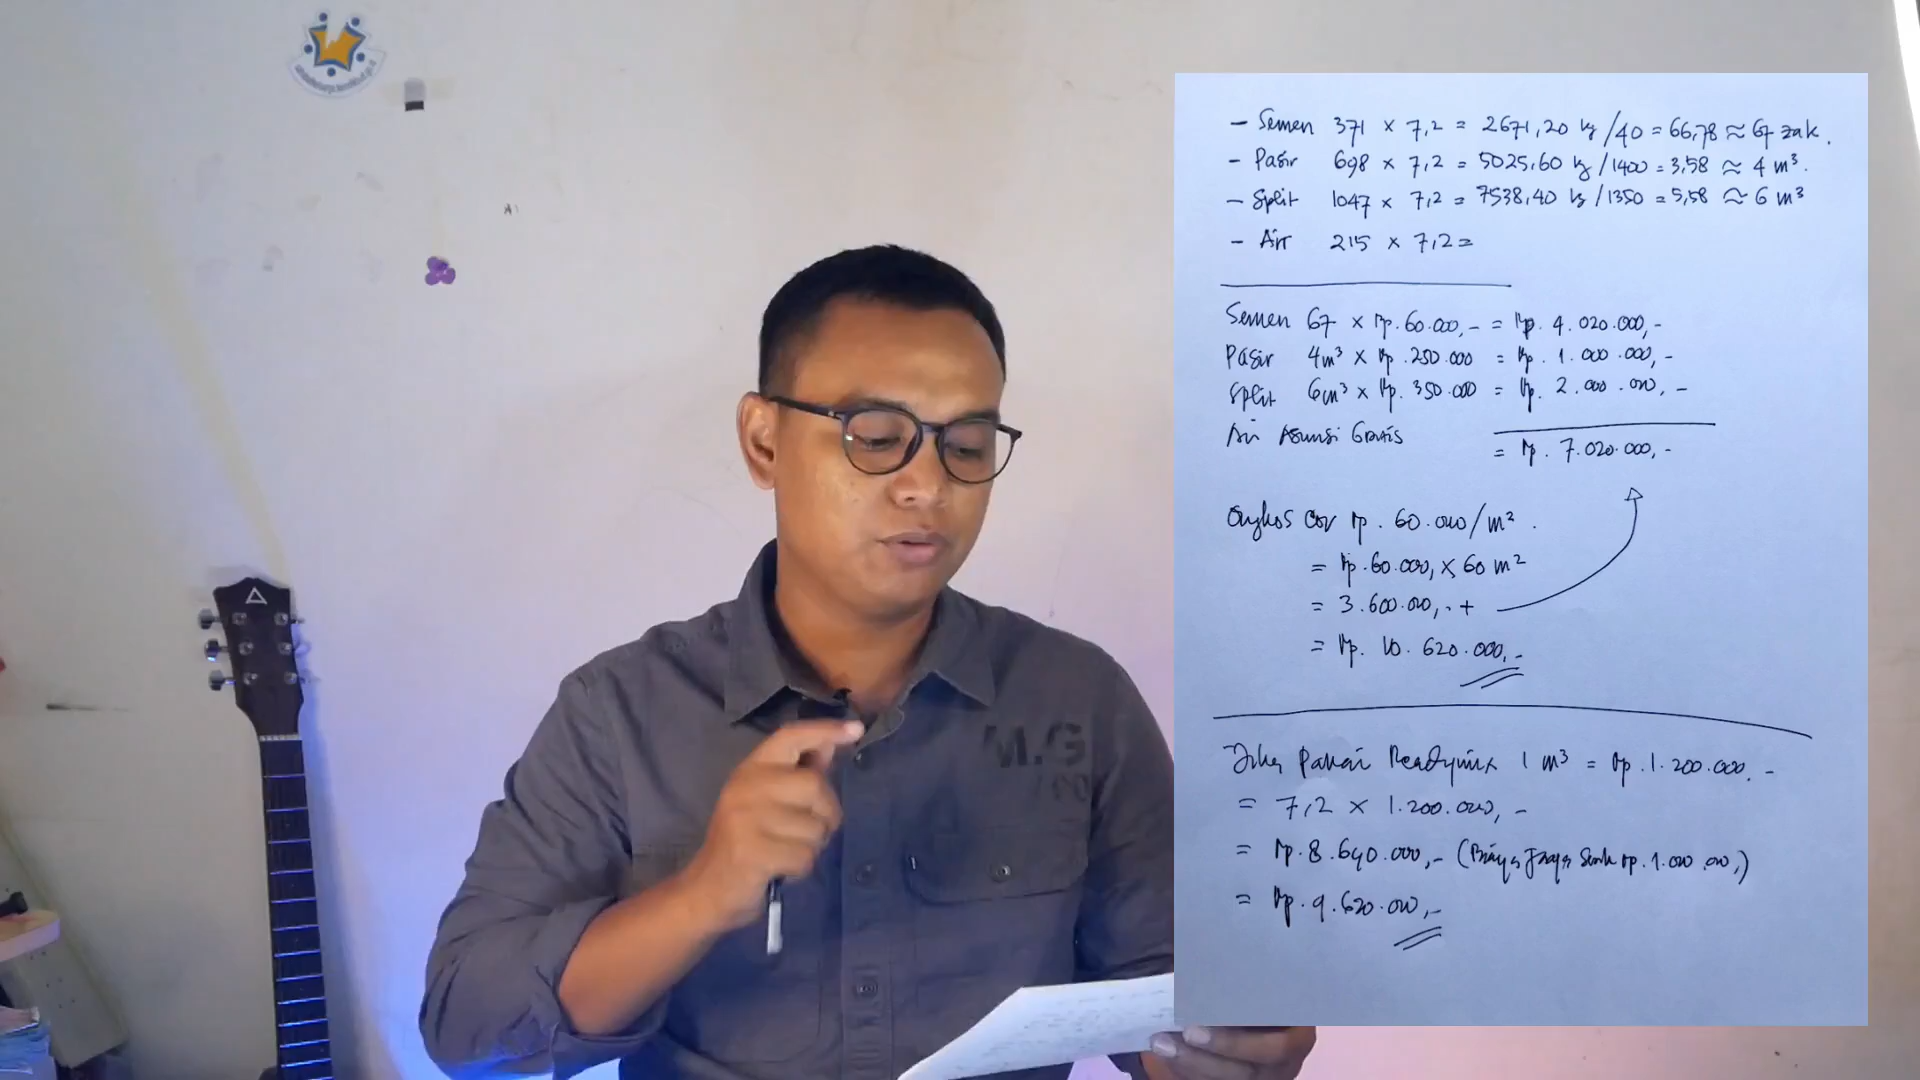 - Semen 371 x 7,2 = 2671,20 kg/40 = 66,78 ≈ 67 zak.
- Pasir 698 x 7,2 = 5025,60 kg/1400 = 3,58 ≈ 4 m³.
- Split 1047 x 7,2 = 7538,40 kg/1350 = 5,58 ≈ 6 m³
- Air 215 x 7,2 =
Semen 67 x Rp. 60.000,- = Rp. 4.020.000,-
Pasir 4m³ x Rp. 250.000 = Rp. 1.000.000,-
Split 6m³ x Rp. 350.000 = Rp. 2.000.000,-
Air Asumsi Gratis
= Rp. 7.020.000,-
Ongkos Cor Rp. 60.000/m².
= Rp. 60.000, x 60 m²
= 3.600.000,- +
= Rp. 10.620.000,-
Jika Pakai Readymix 1 m³ = Rp. 1.200.000,-
= 7,2 x 1.200.000,-
= Rp. 8.640.000,- (Biaya Rp. 1.000.000,)
= Rp. 9.620.000,-
M.G